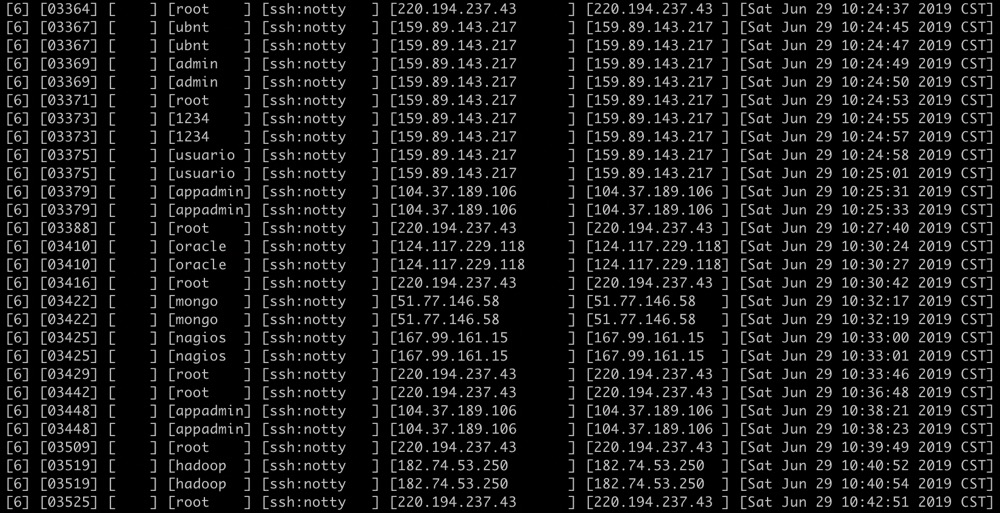 [6] [03364] [    ] [root    ] [ssh:notty   ] [220.194.237.43      ] [220.194.237.43 ] [Sat Jun 29 10:24:37 2019 CST]
[6] [03367] [    ] [ubnt    ] [ssh:notty   ] [159.89.143.217      ] [159.89.143.217 ] [Sat Jun 29 10:24:45 2019 CST]
[6] [03367] [    ] [ubnt    ] [ssh:notty   ] [159.89.143.217      ] [159.89.143.217 ] [Sat Jun 29 10:24:47 2019 CST]
[6] [03369] [    ] [admin   ] [ssh:notty   ] [159.89.143.217      ] [159.89.143.217 ] [Sat Jun 29 10:24:49 2019 CST]
[6] [03369] [    ] [admin   ] [ssh:notty   ] [159.89.143.217      ] [159.89.143.217 ] [Sat Jun 29 10:24:50 2019 CST]
[6] [03371] [    ] [root    ] [ssh:notty   ] [159.89.143.217      ] [159.89.143.217 ] [Sat Jun 29 10:24:53 2019 CST]
[6] [03373] [    ] [1234    ] [ssh:notty   ] [159.89.143.217      ] [159.89.143.217 ] [Sat Jun 29 10:24:55 2019 CST]
[6] [03373] [    ] [1234    ] [ssh:notty   ] [159.89.143.217      ] [159.89.143.217 ] [Sat Jun 29 10:24:57 2019 CST]
[6] [03375] [    ] [usuario ] [ssh:notty   ] [159.89.143.217      ] [159.89.143.217 ] [Sat Jun 29 10:24:58 2019 CST]
[6] [03375] [    ] [usuario ] [ssh:notty   ] [159.89.143.217      ] [159.89.143.217 ] [Sat Jun 29 10:25:01 2019 CST]
[6] [03379] [    ] [appadmin] [ssh:notty   ] [104.37.189.106      ] [104.37.189.106 ] [Sat Jun 29 10:25:31 2019 CST]
[6] [03379] [    ] [appadmin] [ssh:notty   ] [104.37.189.106      ] [104.37.189.106 ] [Sat Jun 29 10:25:33 2019 CST]
[6] [03388] [    ] [root    ] [ssh:notty   ] [220.194.237.43      ] [220.194.237.43 ] [Sat Jun 29 10:27:40 2019 CST]
[6] [03410] [    ] [oracle  ] [ssh:notty   ] [124.117.229.118     ] [124.117.229.118] [Sat Jun 29 10:30:24 2019 CST]
[6] [03410] [    ] [oracle  ] [ssh:notty   ] [124.117.229.118     ] [124.117.229.118] [Sat Jun 29 10:30:27 2019 CST]
[6] [03416] [    ] [root    ] [ssh:notty   ] [220.194.237.43      ] [220.194.237.43 ] [Sat Jun 29 10:30:42 2019 CST]
[6] [03422] [    ] [mongo   ] [ssh:notty   ] [51.77.146.58        ] [51.77.146.58   ] [Sat Jun 29 10:32:17 2019 CST]
[6] [03422] [    ] [mongo   ] [ssh:notty   ] [51.77.146.58        ] [51.77.146.58   ] [Sat Jun 29 10:32:19 2019 CST]
[6] [03425] [    ] [nagios  ] [ssh:notty   ] [167.99.161.15       ] [167.99.161.15  ] [Sat Jun 29 10:33:00 2019 CST]
[6] [03425] [    ] [nagios  ] [ssh:notty   ] [167.99.161.15       ] [167.99.161.15  ] [Sat Jun 29 10:33:01 2019 CST]
[6] [03429] [    ] [root    ] [ssh:notty   ] [220.194.237.43      ] [220.194.237.43 ] [Sat Jun 29 10:33:46 2019 CST]
[6] [03442] [    ] [root    ] [ssh:notty   ] [220.194.237.43      ] [220.194.237.43 ] [Sat Jun 29 10:36:48 2019 CST]
[6] [03448] [    ] [appadmin] [ssh:notty   ] [104.37.189.106      ] [104.37.189.106 ] [Sat Jun 29 10:38:21 2019 CST]
[6] [03448] [    ] [appadmin] [ssh:notty   ] [104.37.189.106      ] [104.37.189.106 ] [Sat Jun 29 10:38:23 2019 CST]
[6] [03509] [    ] [root    ] [ssh:notty   ] [220.194.237.43      ] [220.194.237.43 ] [Sat Jun 29 10:39:49 2019 CST]
[6] [03519] [    ] [hadoop  ] [ssh:notty   ] [182.74.53.250       ] [182.74.53.250  ] [Sat Jun 29 10:40:52 2019 CST]
[6] [03519] [    ] [hadoop  ] [ssh:notty   ] [182.74.53.250       ] [182.74.53.250  ] [Sat Jun 29 10:40:54 2019 CST]
[6] [03525] [    ] [root    ] [ssh:notty   ] [220.194.237.43      ] [220.194.237.43 ] [Sat Jun 29 10:42:51 2019 CST]